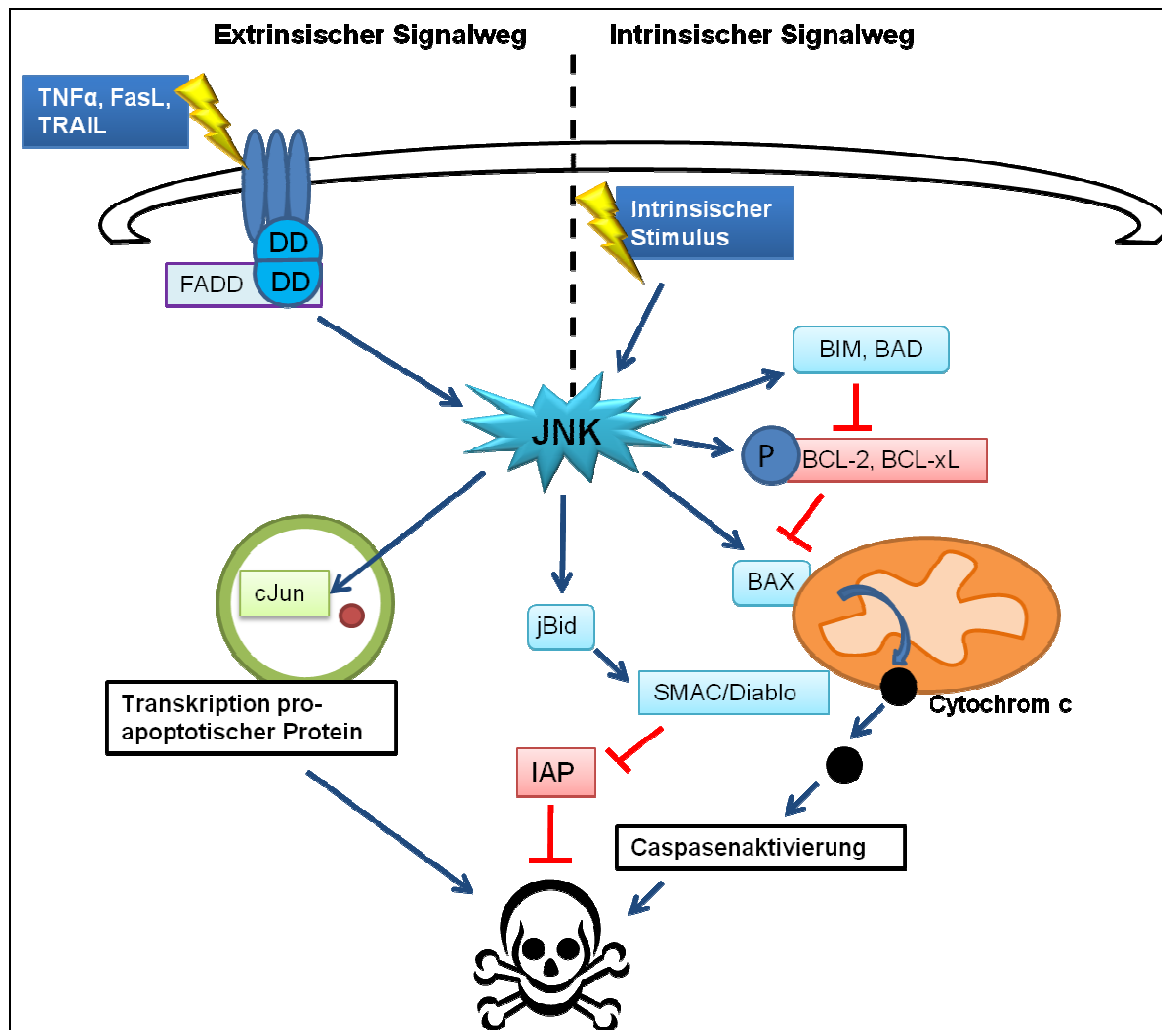 Extrinsischer Signalweg
Intrinsischer Signalweg
TNFα, FasL,
TRAIL
Intrinsischer
Stimulus
DD
DD
FADD
BIM, BAD
JNK
P
BCL-2, BCL-xL
BAX
cJun
jBid
SMAC/Diablo
Cytochrom c
Transkription pro-
apoptotischer Protein
IAP
Caspasenaktivierung